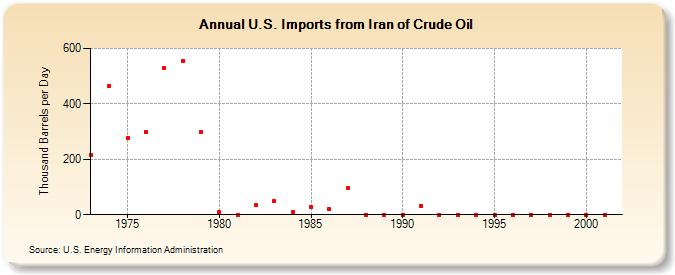 Annual U.S. Imports from Iran of Crude Oil
Thousand Barrels per Day
600
400
200
0
1975 1980 1985 1990 1995 2000
Source: U.S. Energy Information Administration